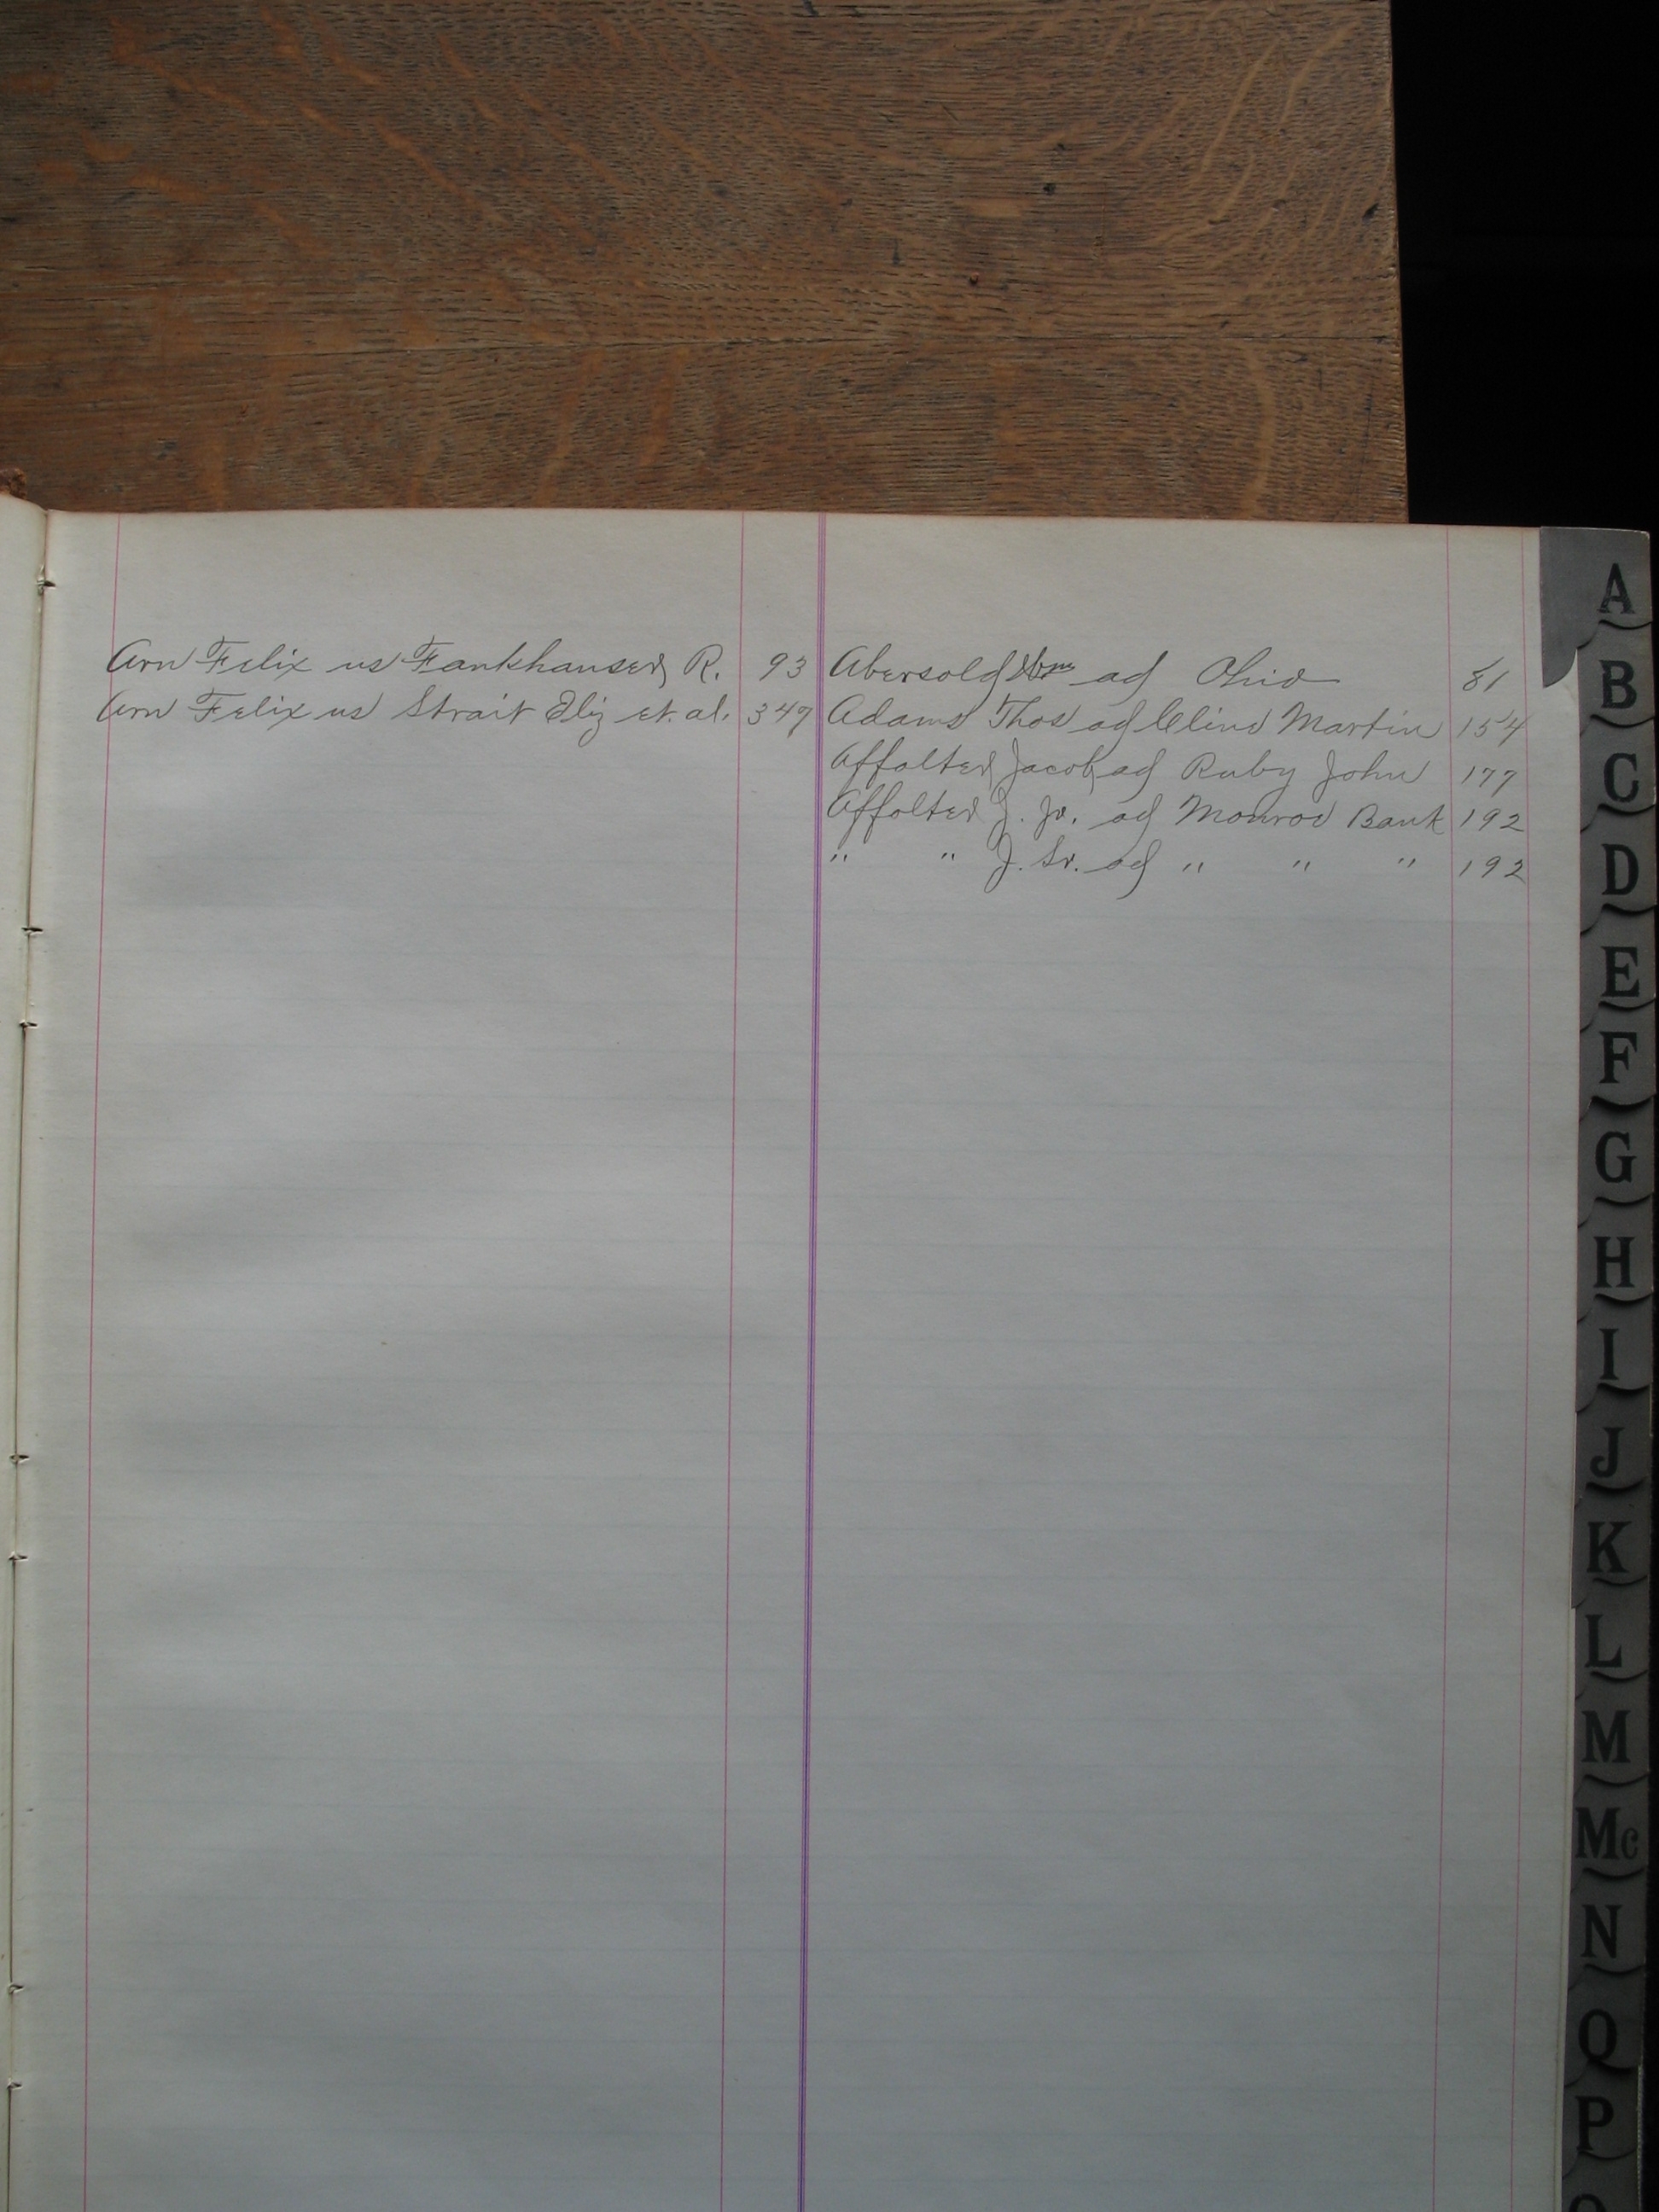 Arn Felix vs Fankhauser R. 93
Arn Felix vs Strait Eliz et. al. 347
Abersold Wm ad Ohio 81
Adams Thos ad Cline Martin 154
Affolter Jacob ad Ruby John 177
Affolter J. Jr. ad Monroe Bank 192
" " J. Sr. ad " " " 192
A
B
C
D
E
F
G
H
I
J
K
L
M
Mc
N
O
P